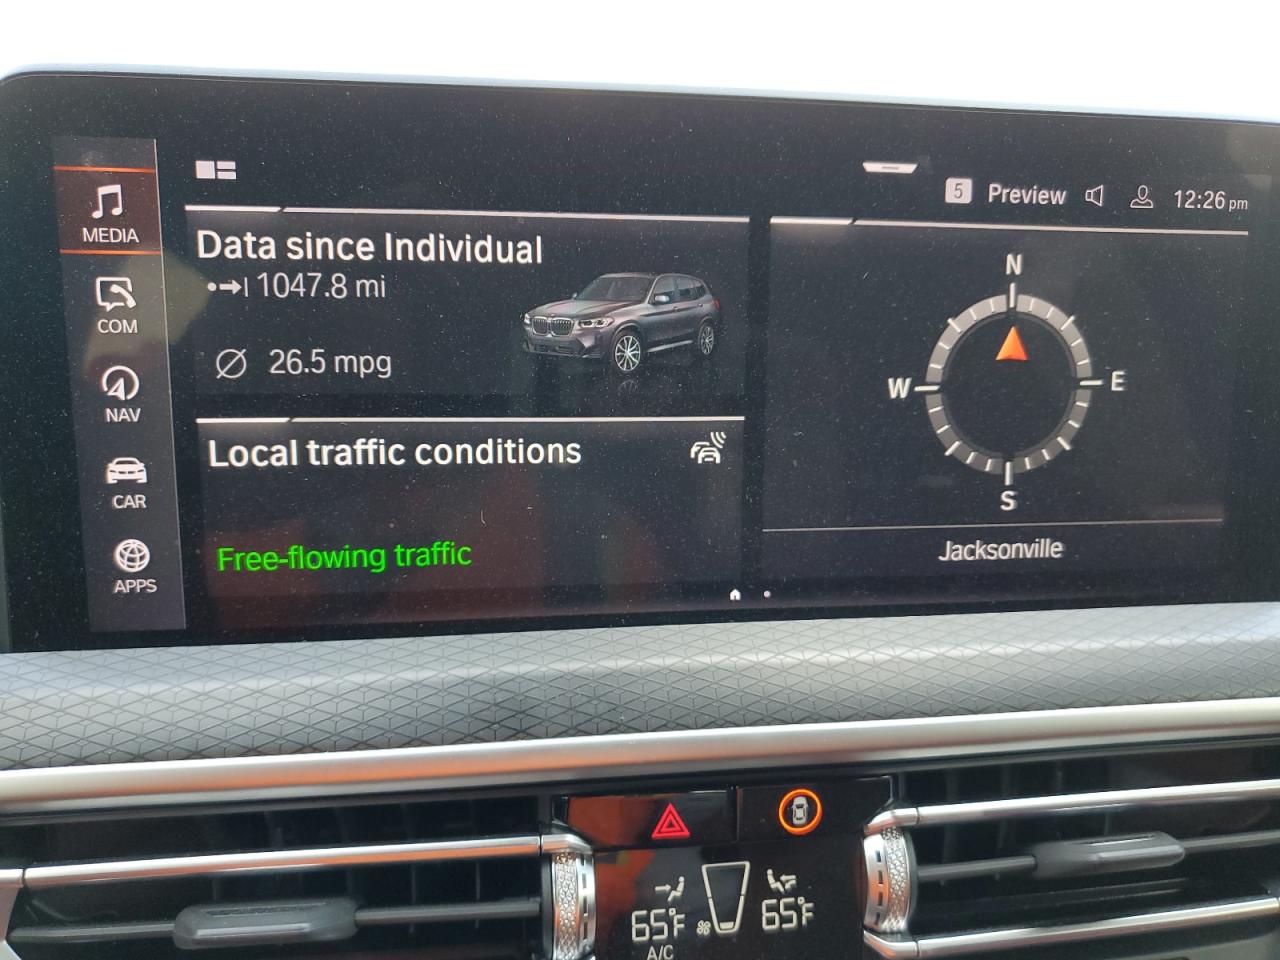 5 Preview 12:26 pm
MEDIA
COM
NAV
CAR
APPS
Data since Individual
1047.8 mi
26.5 mpg
Local traffic conditions
Free-flowing traffic
N
W E
S
Jacksonville
65°F 65°F
A/C